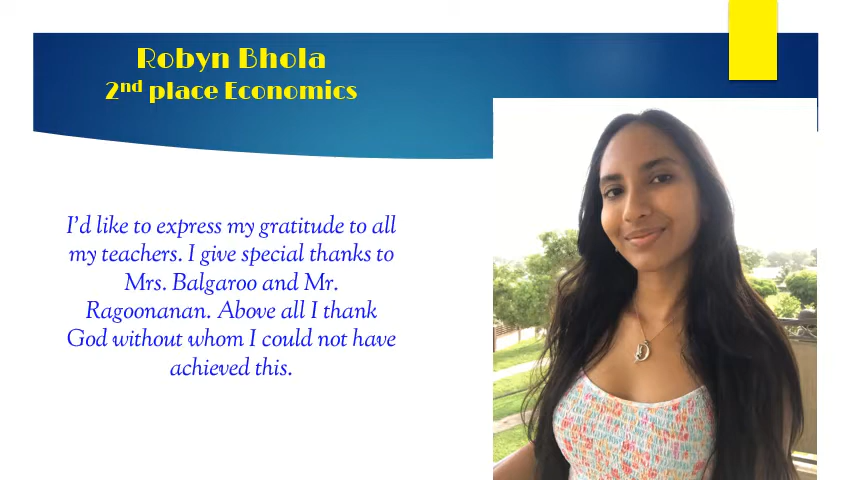 Robyn Bhola
2nd place Economics
I'd like to express my gratitude to all
my teachers. I give special thanks to
Mrs. Balgaroo and Mr.
Ragoonanan. Above all I thank
God without whom I could not have
achieved this.